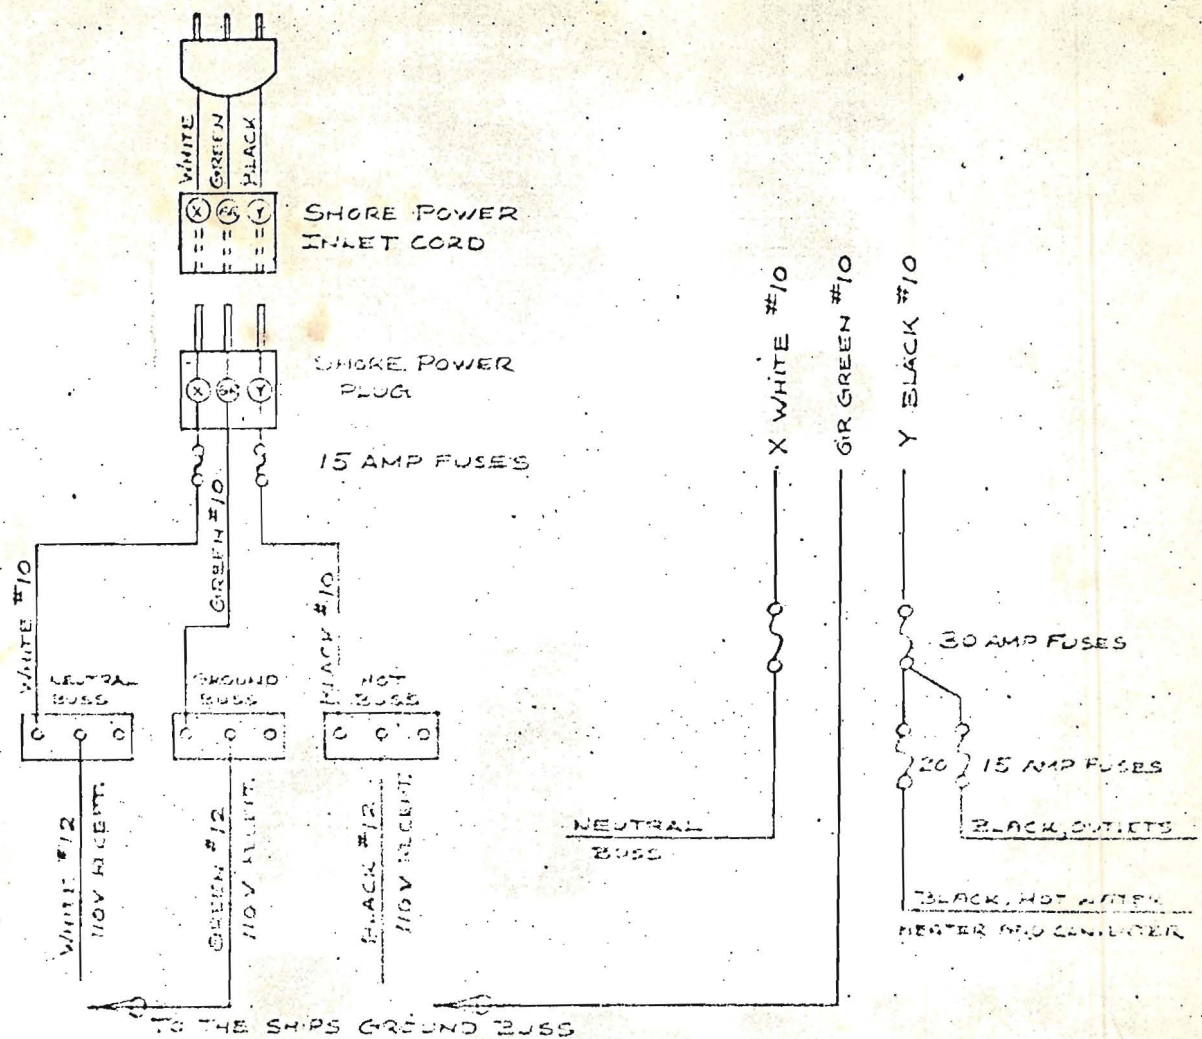 WHITE
GREEN
BLACK
X GR Y
SHORE POWER
INLET CORD
SHORE POWER
PLUG
X GR Y
15 AMP FUSES
WHITE #10
GREEN #10
BLACK #10
NEUTRAL
BUSS
GROUND
BUSS
HOT
BUSS
WHITE #12
110V RECEPT.
GREEN #12
110V RECEPT.
BLACK #12
110V RECEPT.
TO THE SHIPS GROUND BUSS
X WHITE #10
GR GREEN #10
Y BLACK #10
30 AMP FUSES
20
15 AMP FUSES
NEUTRAL
BUSS
BLACK, OUTLETS
BLACK, HOT WATER
HEATER AND CONVERTER